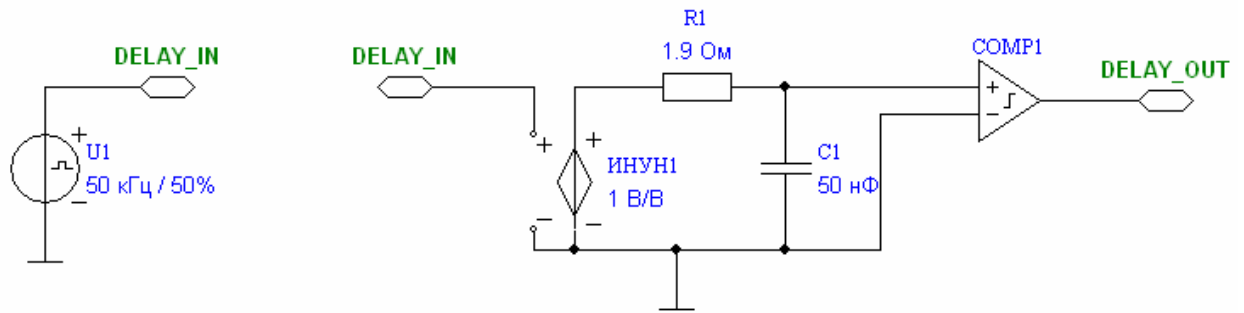 DELAY_IN
U1
50 кГц / 50%
DELAY_IN
ИНУН1
1 В/В
R1
1.9 Ом
C1
50 нФ
COMP1
DELAY_OUT